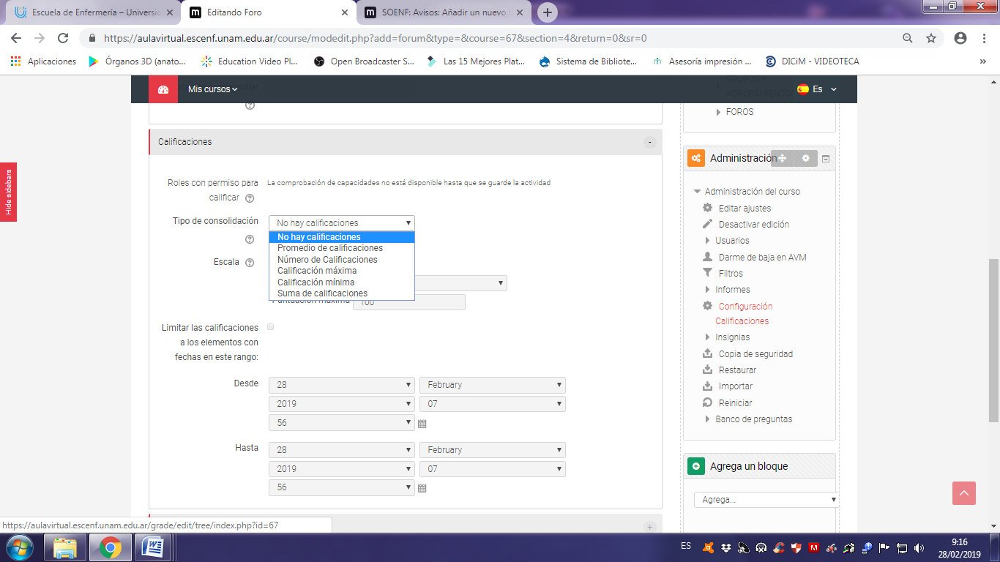 Escuela de Enfermería – Universic
Editando Foro
SOENF: Avisos: Añadir un nuevo t
https://aulavirtual.escenf.unam.edu.ar/course/modedit.php?add=forum&type=&course=67&section=4&return=0&sr=0
Aplicaciones
Órganos 3D (anato...
Education Video Pl...
Open Broadcaster S...
Las 15 Mejores Plat...
Sistema de Bibliote...
Asesoría impresión ...
DICiM - VIDEOTECA
»
Mis cursos
Es
AGRUPAMIENTO
FOROS
Hide sidebars
Calificaciones
-
Roles con permiso para
calificar
La comprobación de capacidades no está disponible hasta que se guarde la actividad
Tipo de consolidación
No hay calificaciones
No hay calificaciones
Promedio de calificaciones
Número de Calificaciones
Calificación máxima
Calificación mínima
Suma de calificaciones
Escala
Puntuación máxima
100
Limitar las calificaciones
a los elementos con
fechas en este rango:
Desde
28 February
2019 07
56
Hasta
28 February
2019 07
56
Administración
Administración del curso
Editar ajustes
Desactivar edición
Usuarios
Darme de baja en AVM
Filtros
Informes
Configuración
Calificaciones
Insignias
Copia de seguridad
Restaurar
Importar
Reiniciar
Banco de preguntas
Agrega un bloque
Agrega...
https://aulavirtual.escenf.unam.edu.ar/grade/edit/tree/index.php?id=67
ES
9:16
28/02/2019